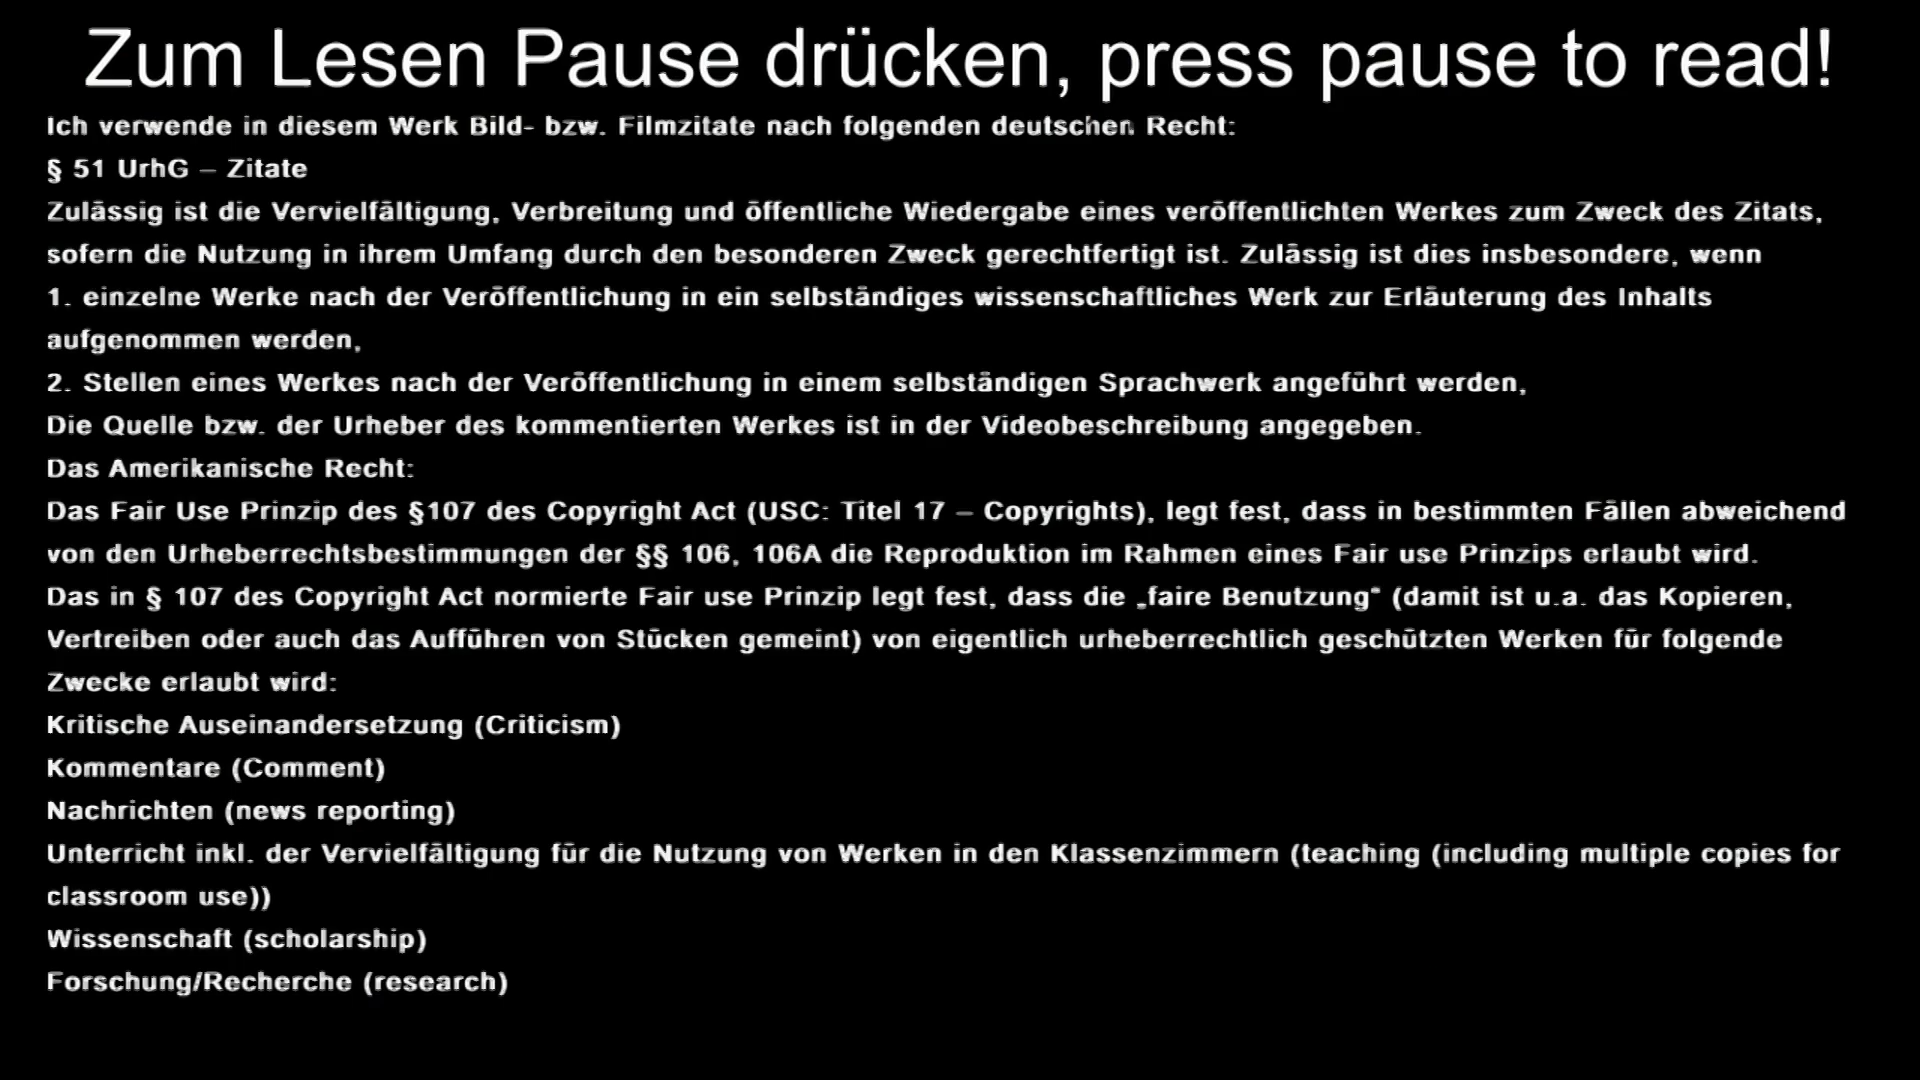 Zum Lesen Pause drücken, press pause to read!
Ich verwende in diesem Werk Bild- bzw. Filmzitate nach folgenden deutschen Recht:
§ 51 UrhG – Zitate
Zulässig ist die Vervielfältigung, Verbreitung und öffentliche Wiedergabe eines veröffentlichten Werkes zum Zweck des Zitats,
sofern die Nutzung in ihrem Umfang durch den besonderen Zweck gerechtfertigt ist. Zulässig ist dies insbesondere, wenn
1. einzelne Werke nach der Veröffentlichung in ein selbständiges wissenschaftliches Werk zur Erläuterung des Inhalts
aufgenommen werden,
2. Stellen eines Werkes nach der Veröffentlichung in einem selbständigen Sprachwerk angeführt werden,
Die Quelle bzw. der Urheber des kommentierten Werkes ist in der Videobeschreibung angegeben.
Das Amerikanische Recht:
Das Fair Use Prinzip des §107 des Copyright Act (USC: Titel 17 – Copyrights), legt fest, dass in bestimmten Fällen abweichend
von den Urheberrechtsbestimmungen der §§ 106, 106A die Reproduktion im Rahmen eines Fair use Prinzips erlaubt wird.
Das in § 107 des Copyright Act normierte Fair use Prinzip legt fest, dass die „faire Benutzung“ (damit ist u.a. das Kopieren,
Vertreiben oder auch das Aufführen von Stücken gemeint) von eigentlich urheberrechtlich geschützten Werken für folgende
Zwecke erlaubt wird:
Kritische Auseinandersetzung (Criticism)
Kommentare (Comment)
Nachrichten (news reporting)
Unterricht inkl. der Vervielfältigung für die Nutzung von Werken in den Klassenzimmern (teaching (including multiple copies for
classroom use))
Wissenschaft (scholarship)
Forschung/Recherche (research)